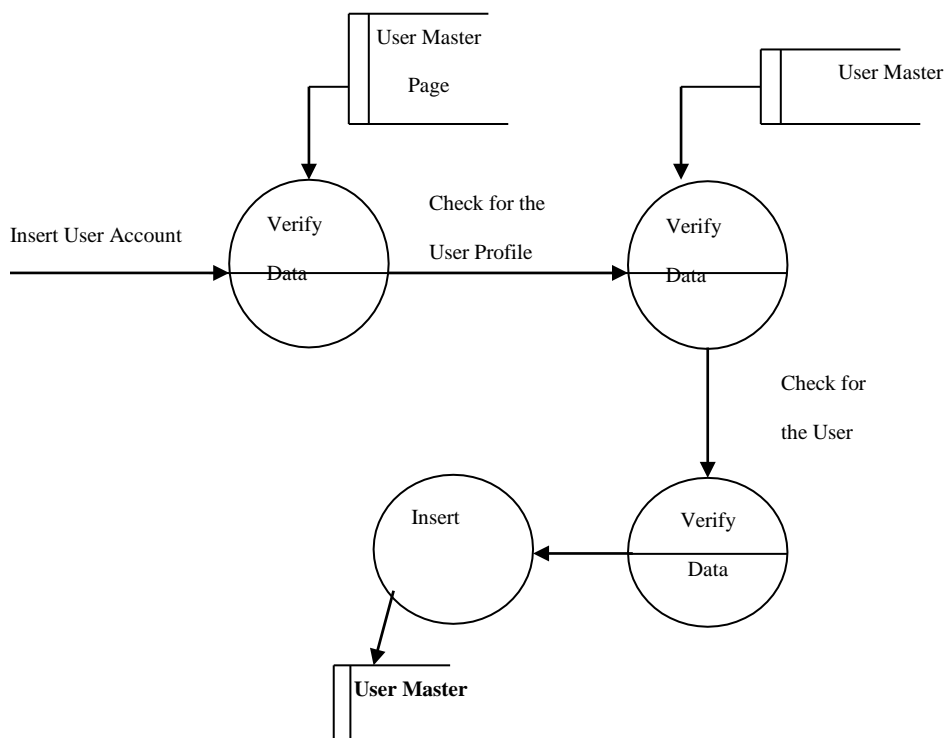 User Master
Page
User Master
Insert User Account
Verify
Data
Check for the
User Profile
Verify
Data
Check for
the User
Insert
Verify
Data
User Master